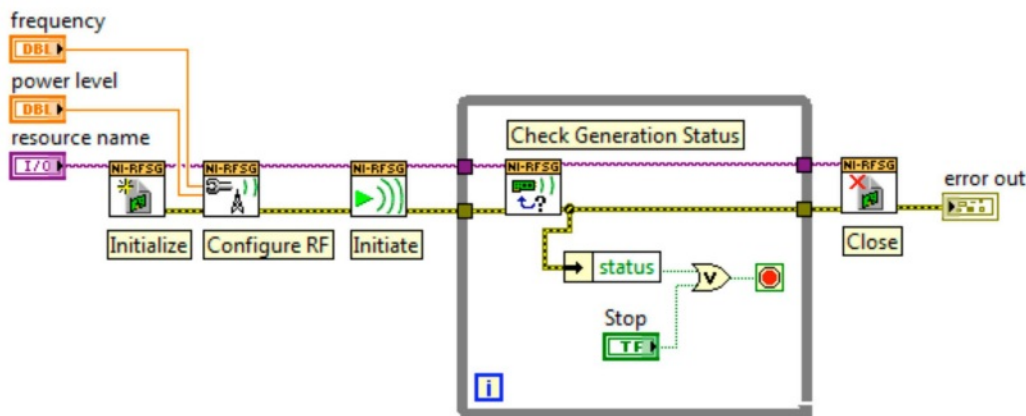 frequency
DBL
power level
DBL
resource name
I/O
NI-RFSG
Initialize
NI-RFSG
Configure RF
NI-RFSG
Initiate
Check Generation Status
NI-RFSG
?
status
V
Stop
TF
i
NI-RFSG
Close
error out